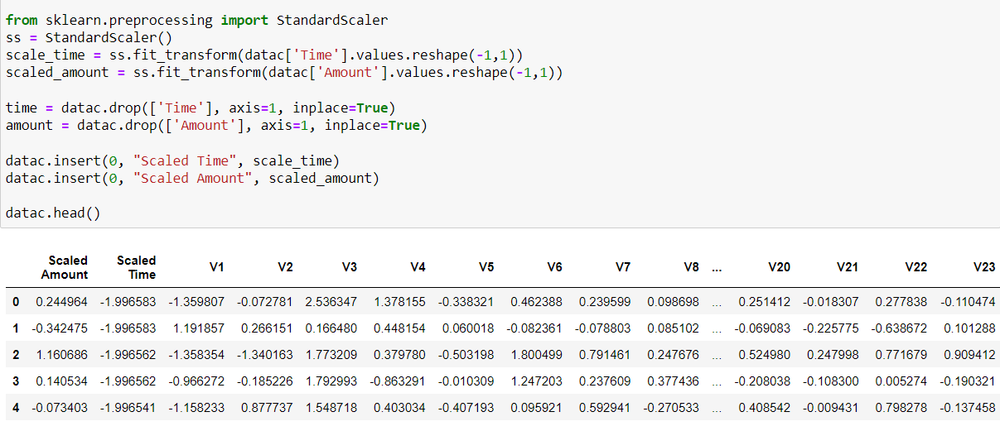 from sklearn.preprocessing import StandardScaler
ss = StandardScaler()
scale_time = ss.fit_transform(datac['Time'].values.reshape(-1,1))
scaled_amount = ss.fit_transform(datac['Amount'].values.reshape(-1,1))
time = datac.drop(['Time'], axis=1, inplace=True)
amount = datac.drop(['Amount'], axis=1, inplace=True)
datac.insert(0, "Scaled Time", scale_time)
datac.insert(0, "Scaled Amount", scaled_amount)
datac.head()
Scaled Scaled
Amount Time V1 V2 V3 V4 V5 V6 V7 V8 ... V20 V21 V22 V23
0 0.244964 -1.996583 -1.359807 -0.072781 2.536347 1.378155 -0.338321 0.462388 0.239599 0.098698 ... 0.251412 -0.018307 0.277838 -0.110474
1 -0.342475 -1.996583 1.191857 0.266151 0.166480 0.448154 0.060018 -0.082361 -0.078803 0.085102 ... -0.069083 -0.225775 -0.638672 0.101288
2 1.160686 -1.996562 -1.358354 -1.340163 1.773209 0.379780 -0.503198 1.800499 0.791461 0.247676 ... 0.524980 0.247998 0.771679 0.909412
3 0.140534 -1.996562 -0.966272 -0.185226 1.792993 -0.863291 -0.010309 1.247203 0.237609 0.377436 ... -0.208038 -0.108300 0.005274 -0.190321
4 -0.073403 -1.996541 -1.158233 0.877737 1.548718 0.403034 -0.407193 0.095921 0.592941 -0.270533 ... 0.408542 -0.009431 0.798278 -0.137458